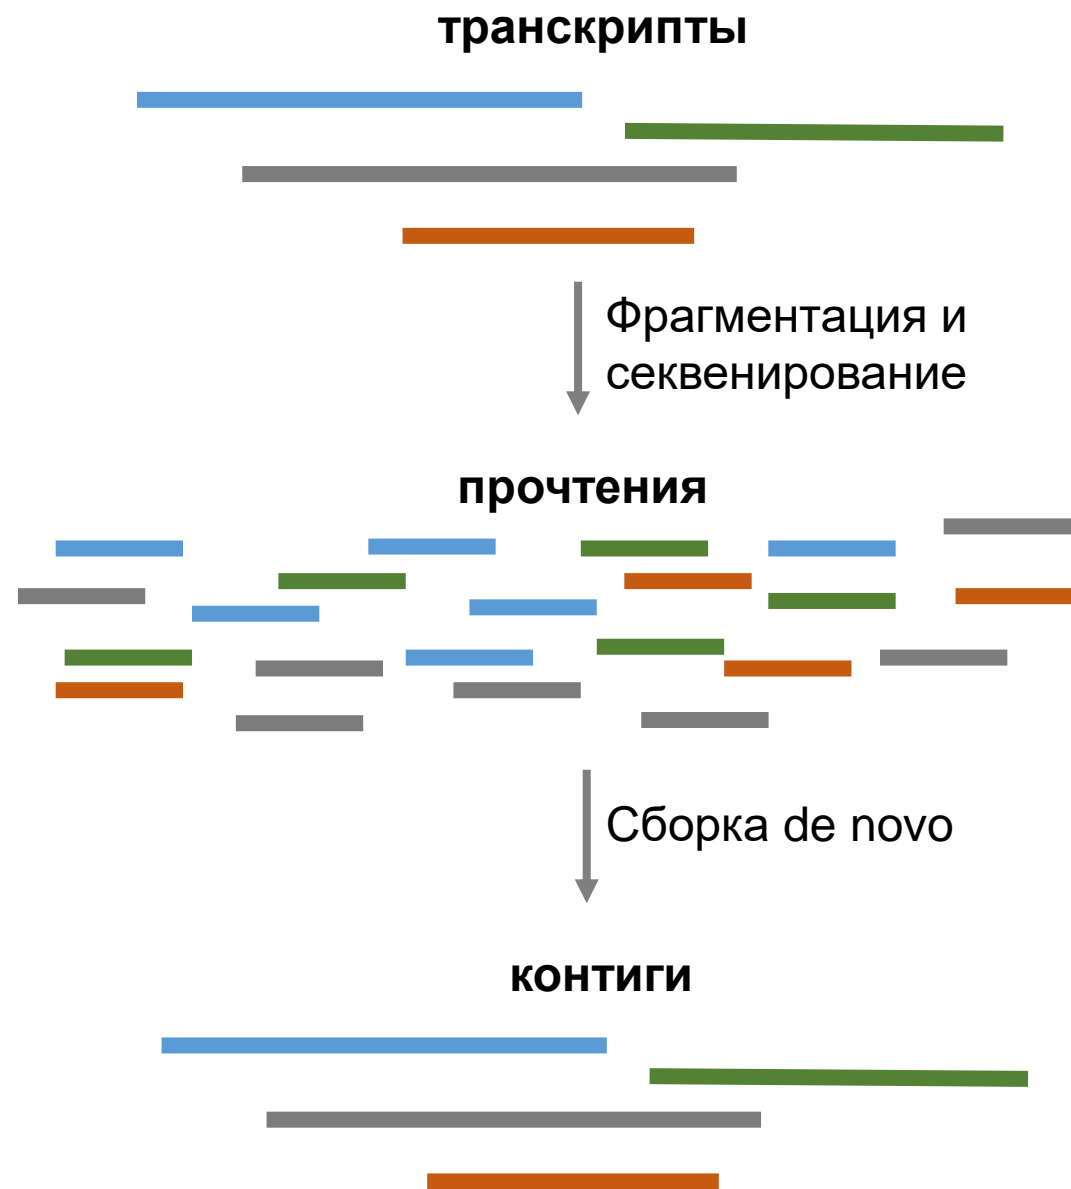 транскрипты
Фрагментация и
секвенирование
прочтения
Сборка de novo
контиги